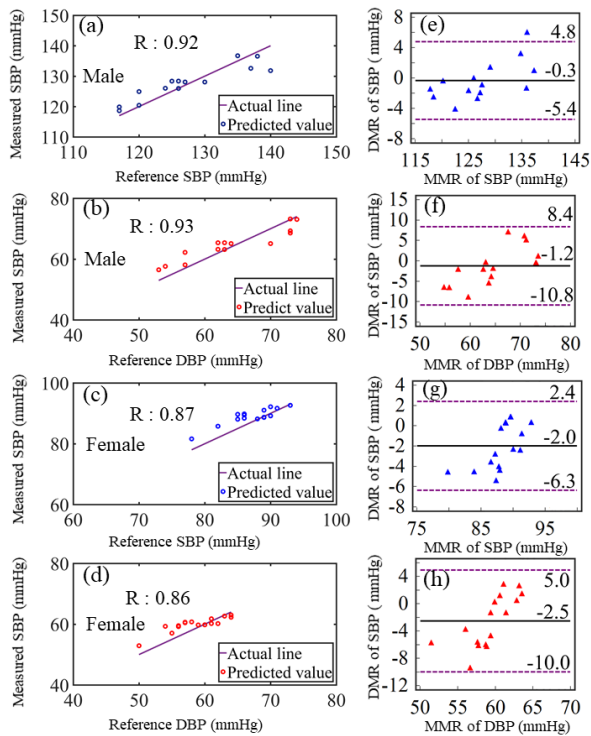 (a)
R : 0.92
Male
Actual line
Predicted value
Measured SBP (mmHg)
150
140
130
120
110
110
120
130
140
150
Reference SBP (mmHg)
(e)
4.8
-0.3
-5.4
DMR of SBP (mmHg)
8
4
0
-4
-8
115
125
135
145
MMR of SBP (mmHg)
(b)
R : 0.93
Male
Actual line
Predict value
Measured SBP (mmHg)
80
60
40
40
50
60
70
80
Reference DBP (mmHg)
(f)
8.4
-1.2
-10.8
DMR of SBP (mmHg)
15
10
5
0
-5
-10
-15
50
60
70
80
MMR of DBP (mmHg)
(c)
R : 0.87
Female
Actual line
Predicted value
Measured SBP (mmHg)
100
80
60
60
70
80
90
100
Reference SBP (mmHg)
(g)
2.4
-2.0
-6.3
DMR of SBP ( mmHg)
4
2
0
-2
-4
-6
-8
75
85
95
MMR of SBP (mmHg)
(d)
R : 0.86
Female
Actual line
Predicted value
Measured SBP (mmHg)
80
60
40
40
50
60
70
80
Reference DBP (mmHg)
(h)
5.0
-2.5
-10.0
DMR of SBP ( mmHg)
4
0
-4
-8
-12
50
55
60
65
70
MMR of DBP (mmHg)